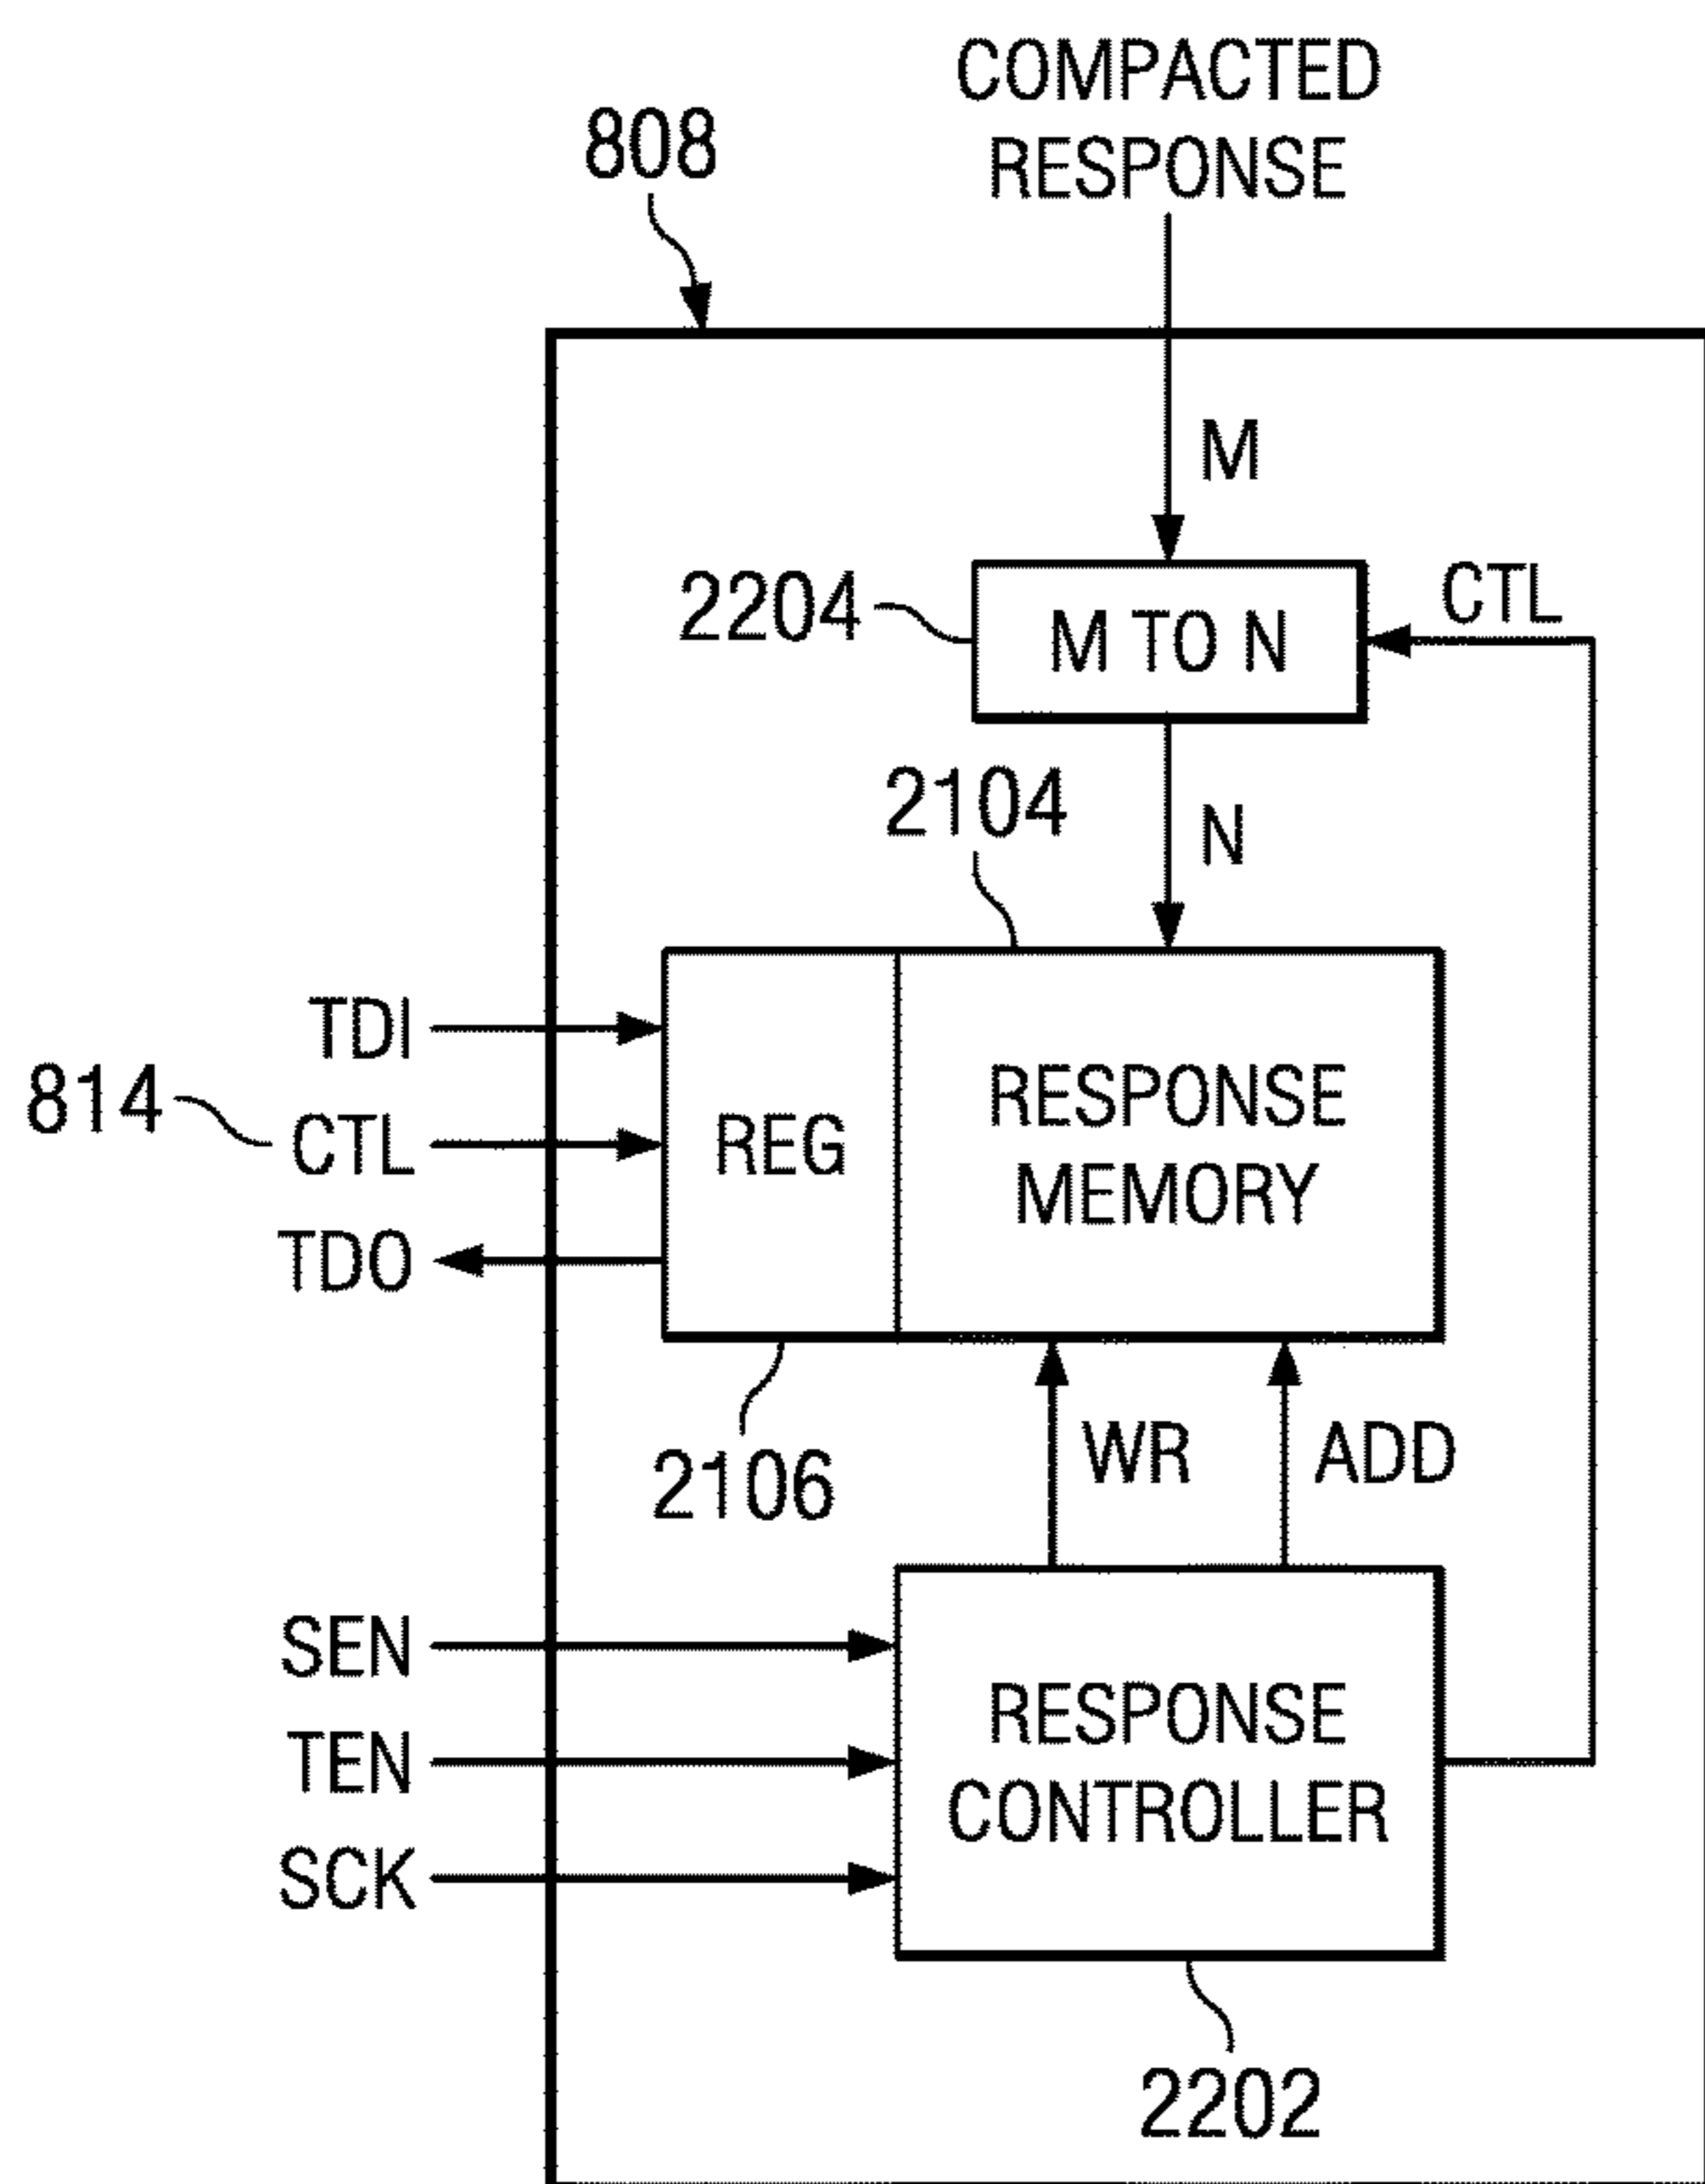 COMPACTED
RESPONSE
808
M
2204
M TO N
CTL
2104
N
TDI
814
CTL
TDO
REG
RESPONSE
MEMORY
2106
WR
ADD
SEN
TEN
SCK
RESPONSE
CONTROLLER
2202